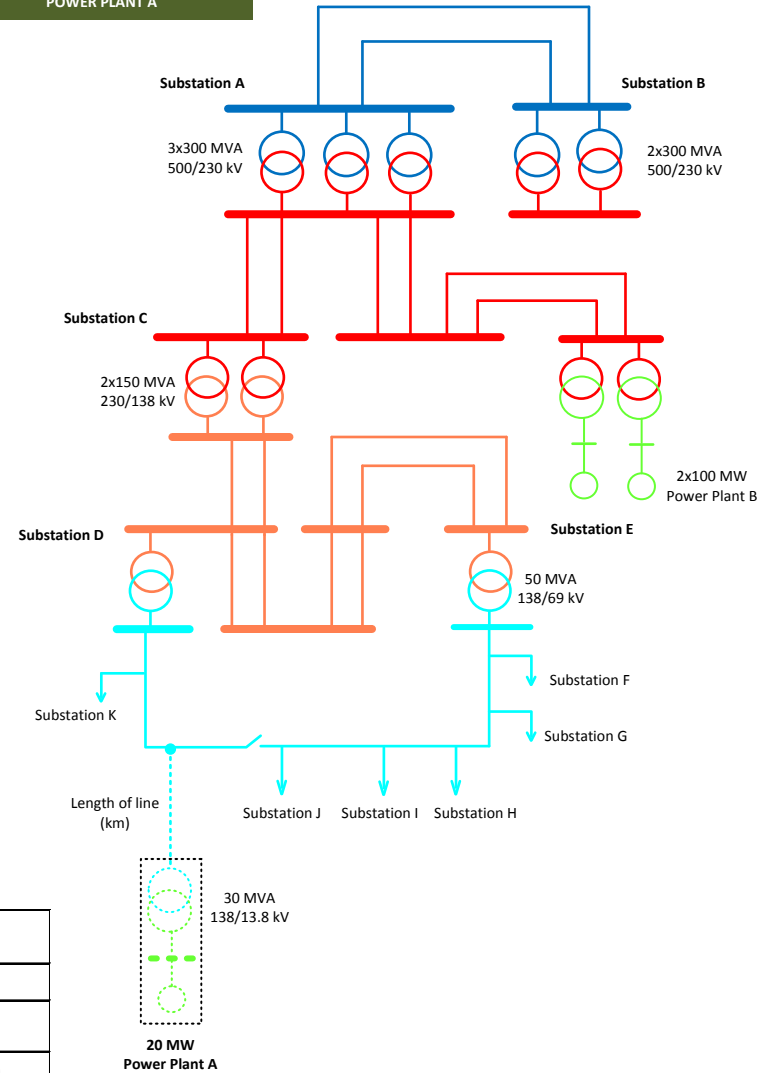 POWER PLANT A
Substation A
Substation B
3x300 MVA
500/230 kV
2x300 MVA
500/230 kV
Substation C
2x150 MVA
230/138 kV
2x100 MW
Power Plant B
Substation D
Substation E
50 MVA
138/69 kV
Substation F
Substation K
Substation G
Length of line
(km)
Substation J
Substation I
Substation H
30 MVA
138/13.8 kV
20 MW
Power Plant A